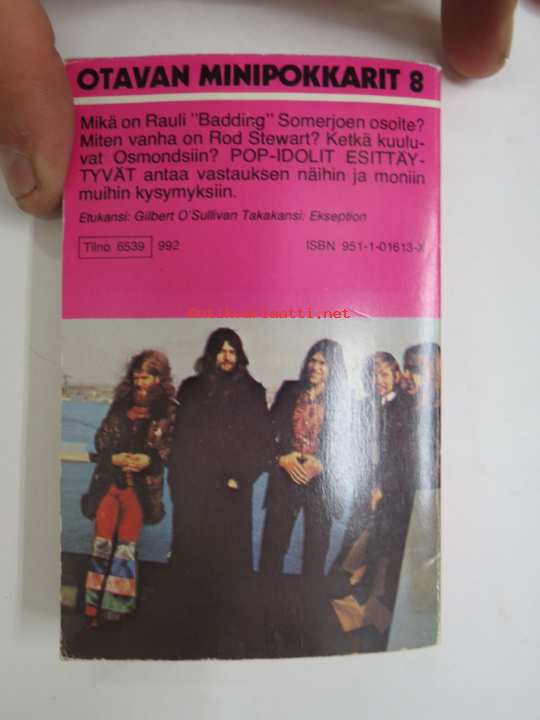 OTAVAN MINIPOKKARIT 8
Mikä on Rauli "Badding" Somerjoen osoite?
Miten vanha on Rod Stewart? Ketkä kuulu-
vat Osmondsiin? POP-IDOLIT ESITTÄY-
TYVÄT antaa vastauksen näihin ja moniin
muihin kysymyksiin.
Etukansi: Gilbert O'Sullivan Takakansi: Ekseption
Tilno 6539 992 ISBN 951-1-01613-X